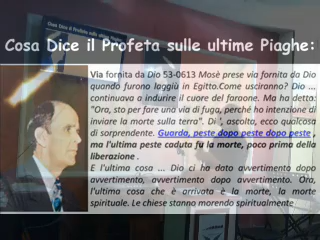 Cosa Dice il Profeta sulle ultime Piaghe:
Via fornita da Dio 53-0613 Mosè prese via fornita da Dio
quando furono laggiù in Egitto.Come usciranno? Dio ...
continuava a indurire il cuore del faraone. Ma ha detto:
"Ora, sto per fare una via di fuga, perché ho intenzione di
inviare la morte sulla terra". Di ', ascolta, ecco qualcosa
di sorprendente. Guarda, peste dopo peste dopo peste ,
ma l'ultima peste caduta fu la morte, poco prima della
liberazione .
E l'ultima cosa ... Dio ci ha dato avvertimento dopo
avvertimento, avvertimento dopo avvertimento. Ora,
l'ultima cosa che è arrivata è la morte, la morte
spirituale. Le chiese stanno morendo spiritualmente